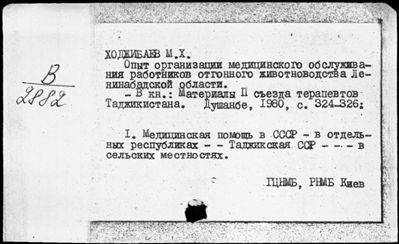 В
2882
ХОДЖИБАЕВ М.Х.
Опыт организации медицинского обслужива-
ния работников отгонного животноводства Ле-
нинабадской области.
- В кн.: Материалы II съезда терапевтов
Таджикистана. Душанбе, 1980, с. 324-326;
I. Медицинская помощь в СССР - в отдель-
ных республиках - - Таджикская ССР - - - в
сельских местностях.
ГЦНМБ, РНМБ Киев